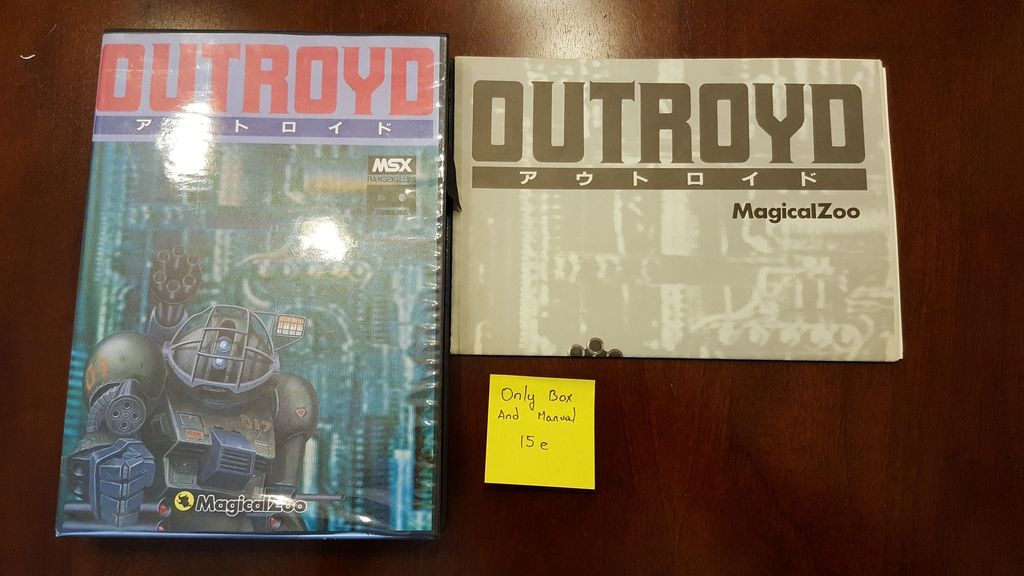 OUTROYD
アウトロイド
MSX
MagicalZoo
OUTROYD
アウトロイド
MagicalZoo
Only Box
And Manual
15 e